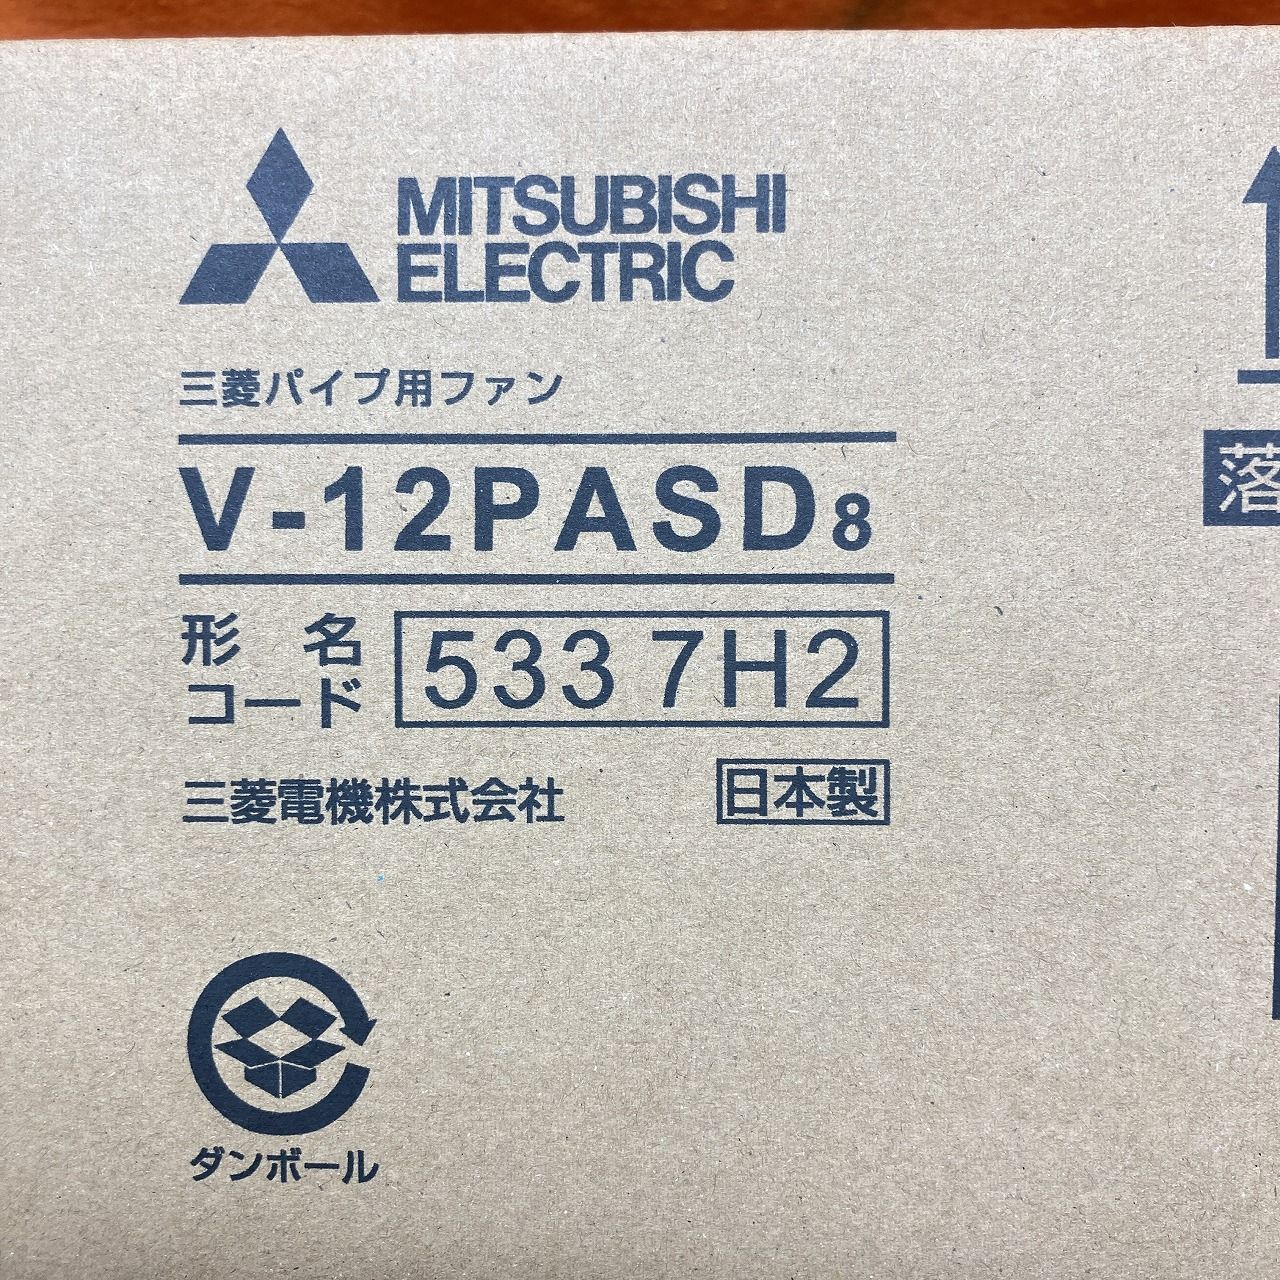 MITSUBISHI
ELECTRIC
三菱パイプ用ファン
V-12PASD8
形名
コード
533 7H2
三菱電機株式会社
日本製
ダンボール
落